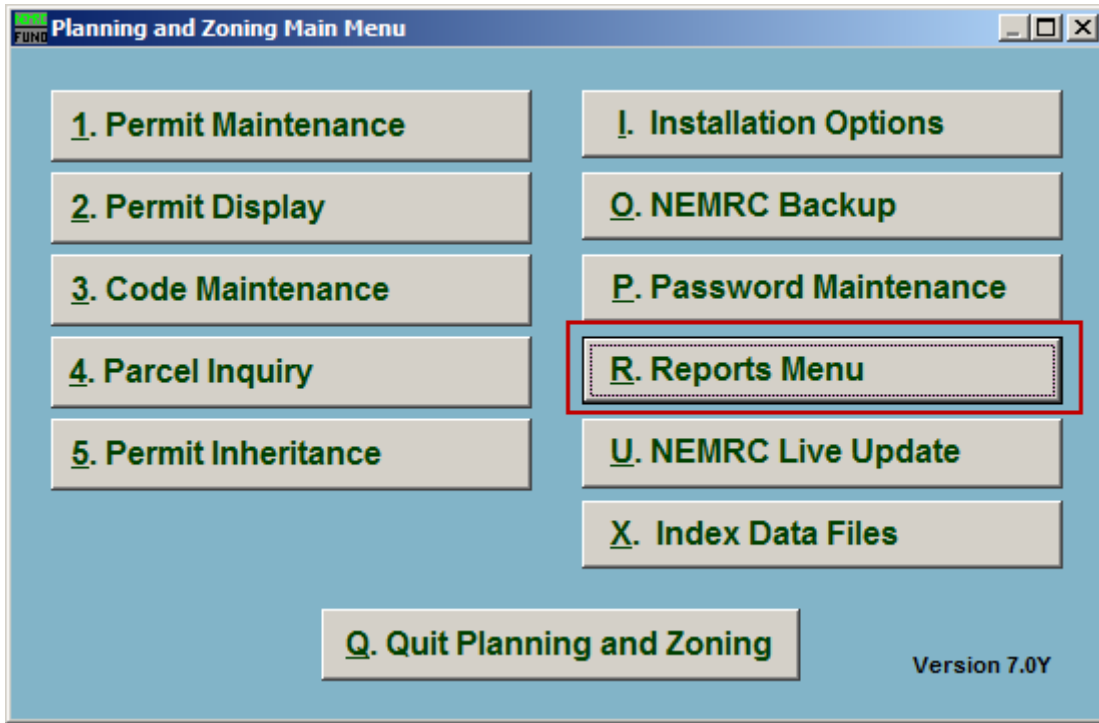 NEMRC
FUND
Planning and Zoning Main Menu
1. Permit Maintenance
2. Permit Display
3. Code Maintenance
4. Parcel Inquiry
5. Permit Inheritance
I. Installation Options
O. NEMRC Backup
P. Password Maintenance
R. Reports Menu
U. NEMRC Live Update
X. Index Data Files
Q. Quit Planning and Zoning
Version 7.0Y